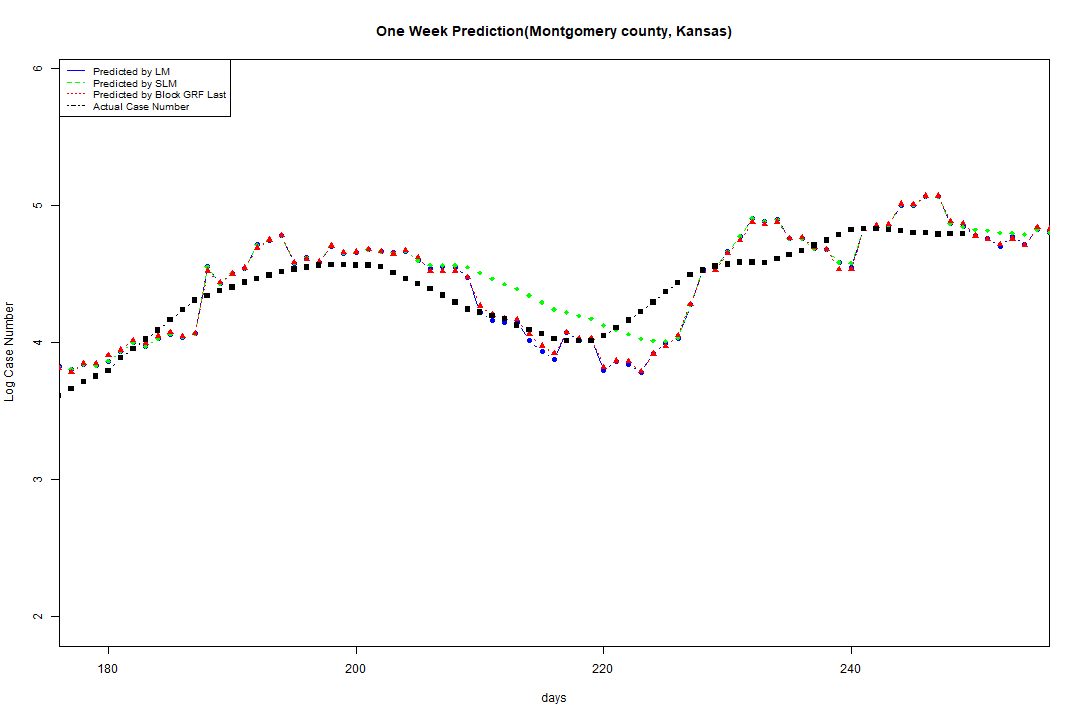 One Week Prediction(Montgomery county, Kansas)
Predicted by LM
Predicted by SLM
Predicted by Block GRF Last
Actual Case Number
6
5
4
3
2
Log Case Number
180 200 220 240
days